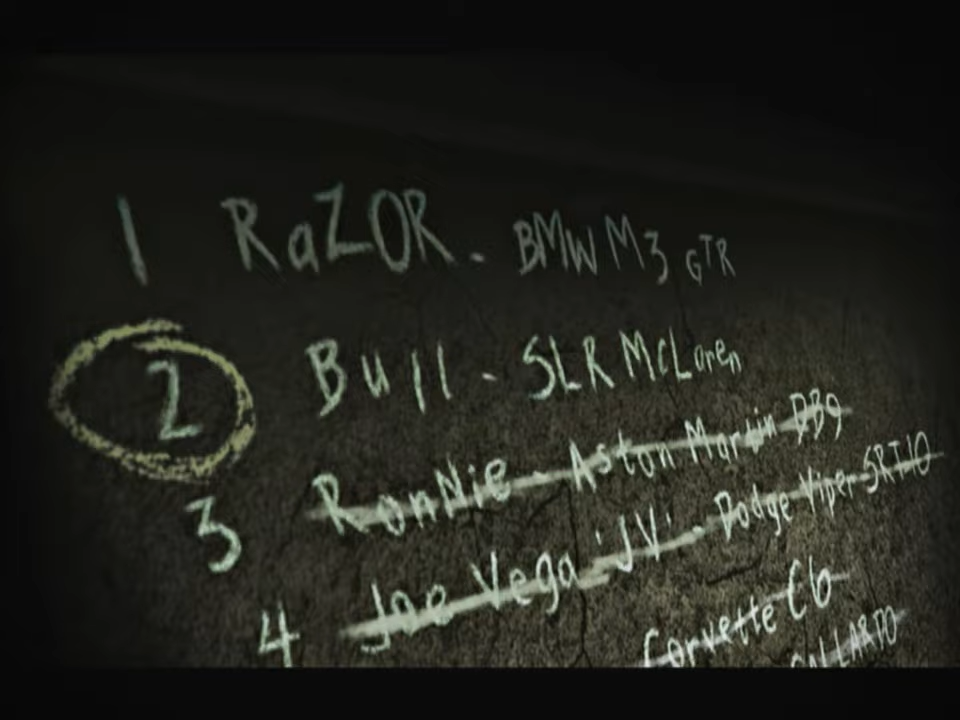 1 RaZOR - BMW M3 GTR
2 Bull - SLR McLaren
3 RonNie - Aston Martin DB9
4 Joe Vega 'JV' - Dodge Viper SRT10
Corvette C6
GALLARDO